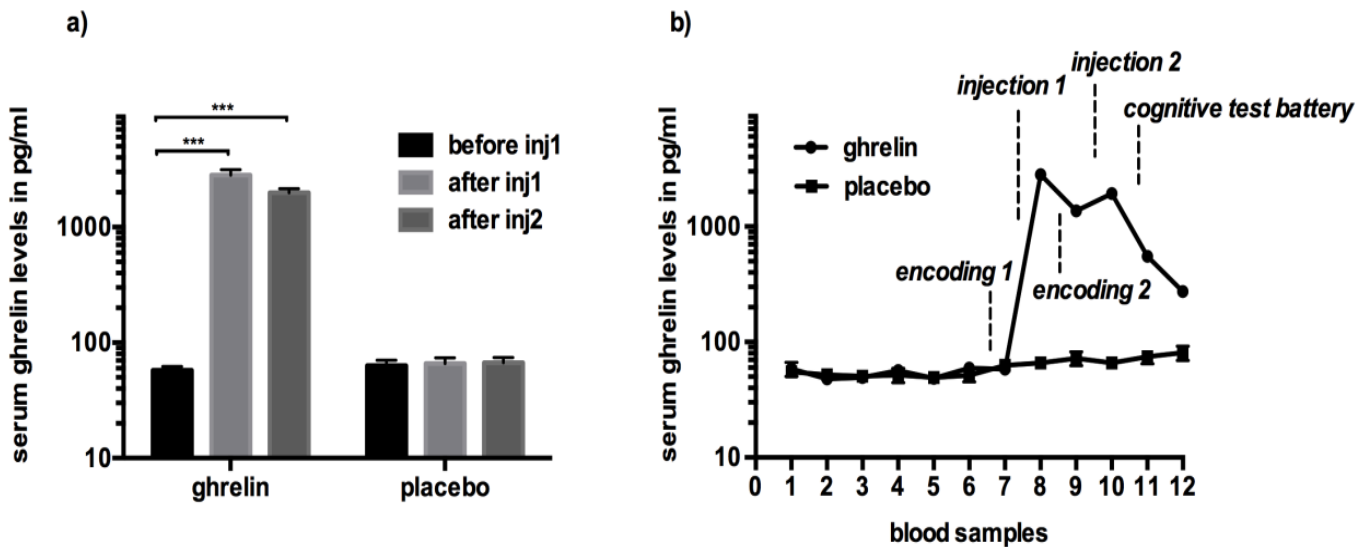 a)
serum ghrelin levels in pg/ml
1000
100
10
***
***
before inj1
after inj1
after inj2
ghrelin
placebo
b)
serum ghrelin levels in pg/ml
1000
100
10
ghrelin
placebo
injection 1
injection 2
cognitive test battery
encoding 1
encoding 2
0 1 2 3 4 5 6 7 8 9 10 11 12
blood samples